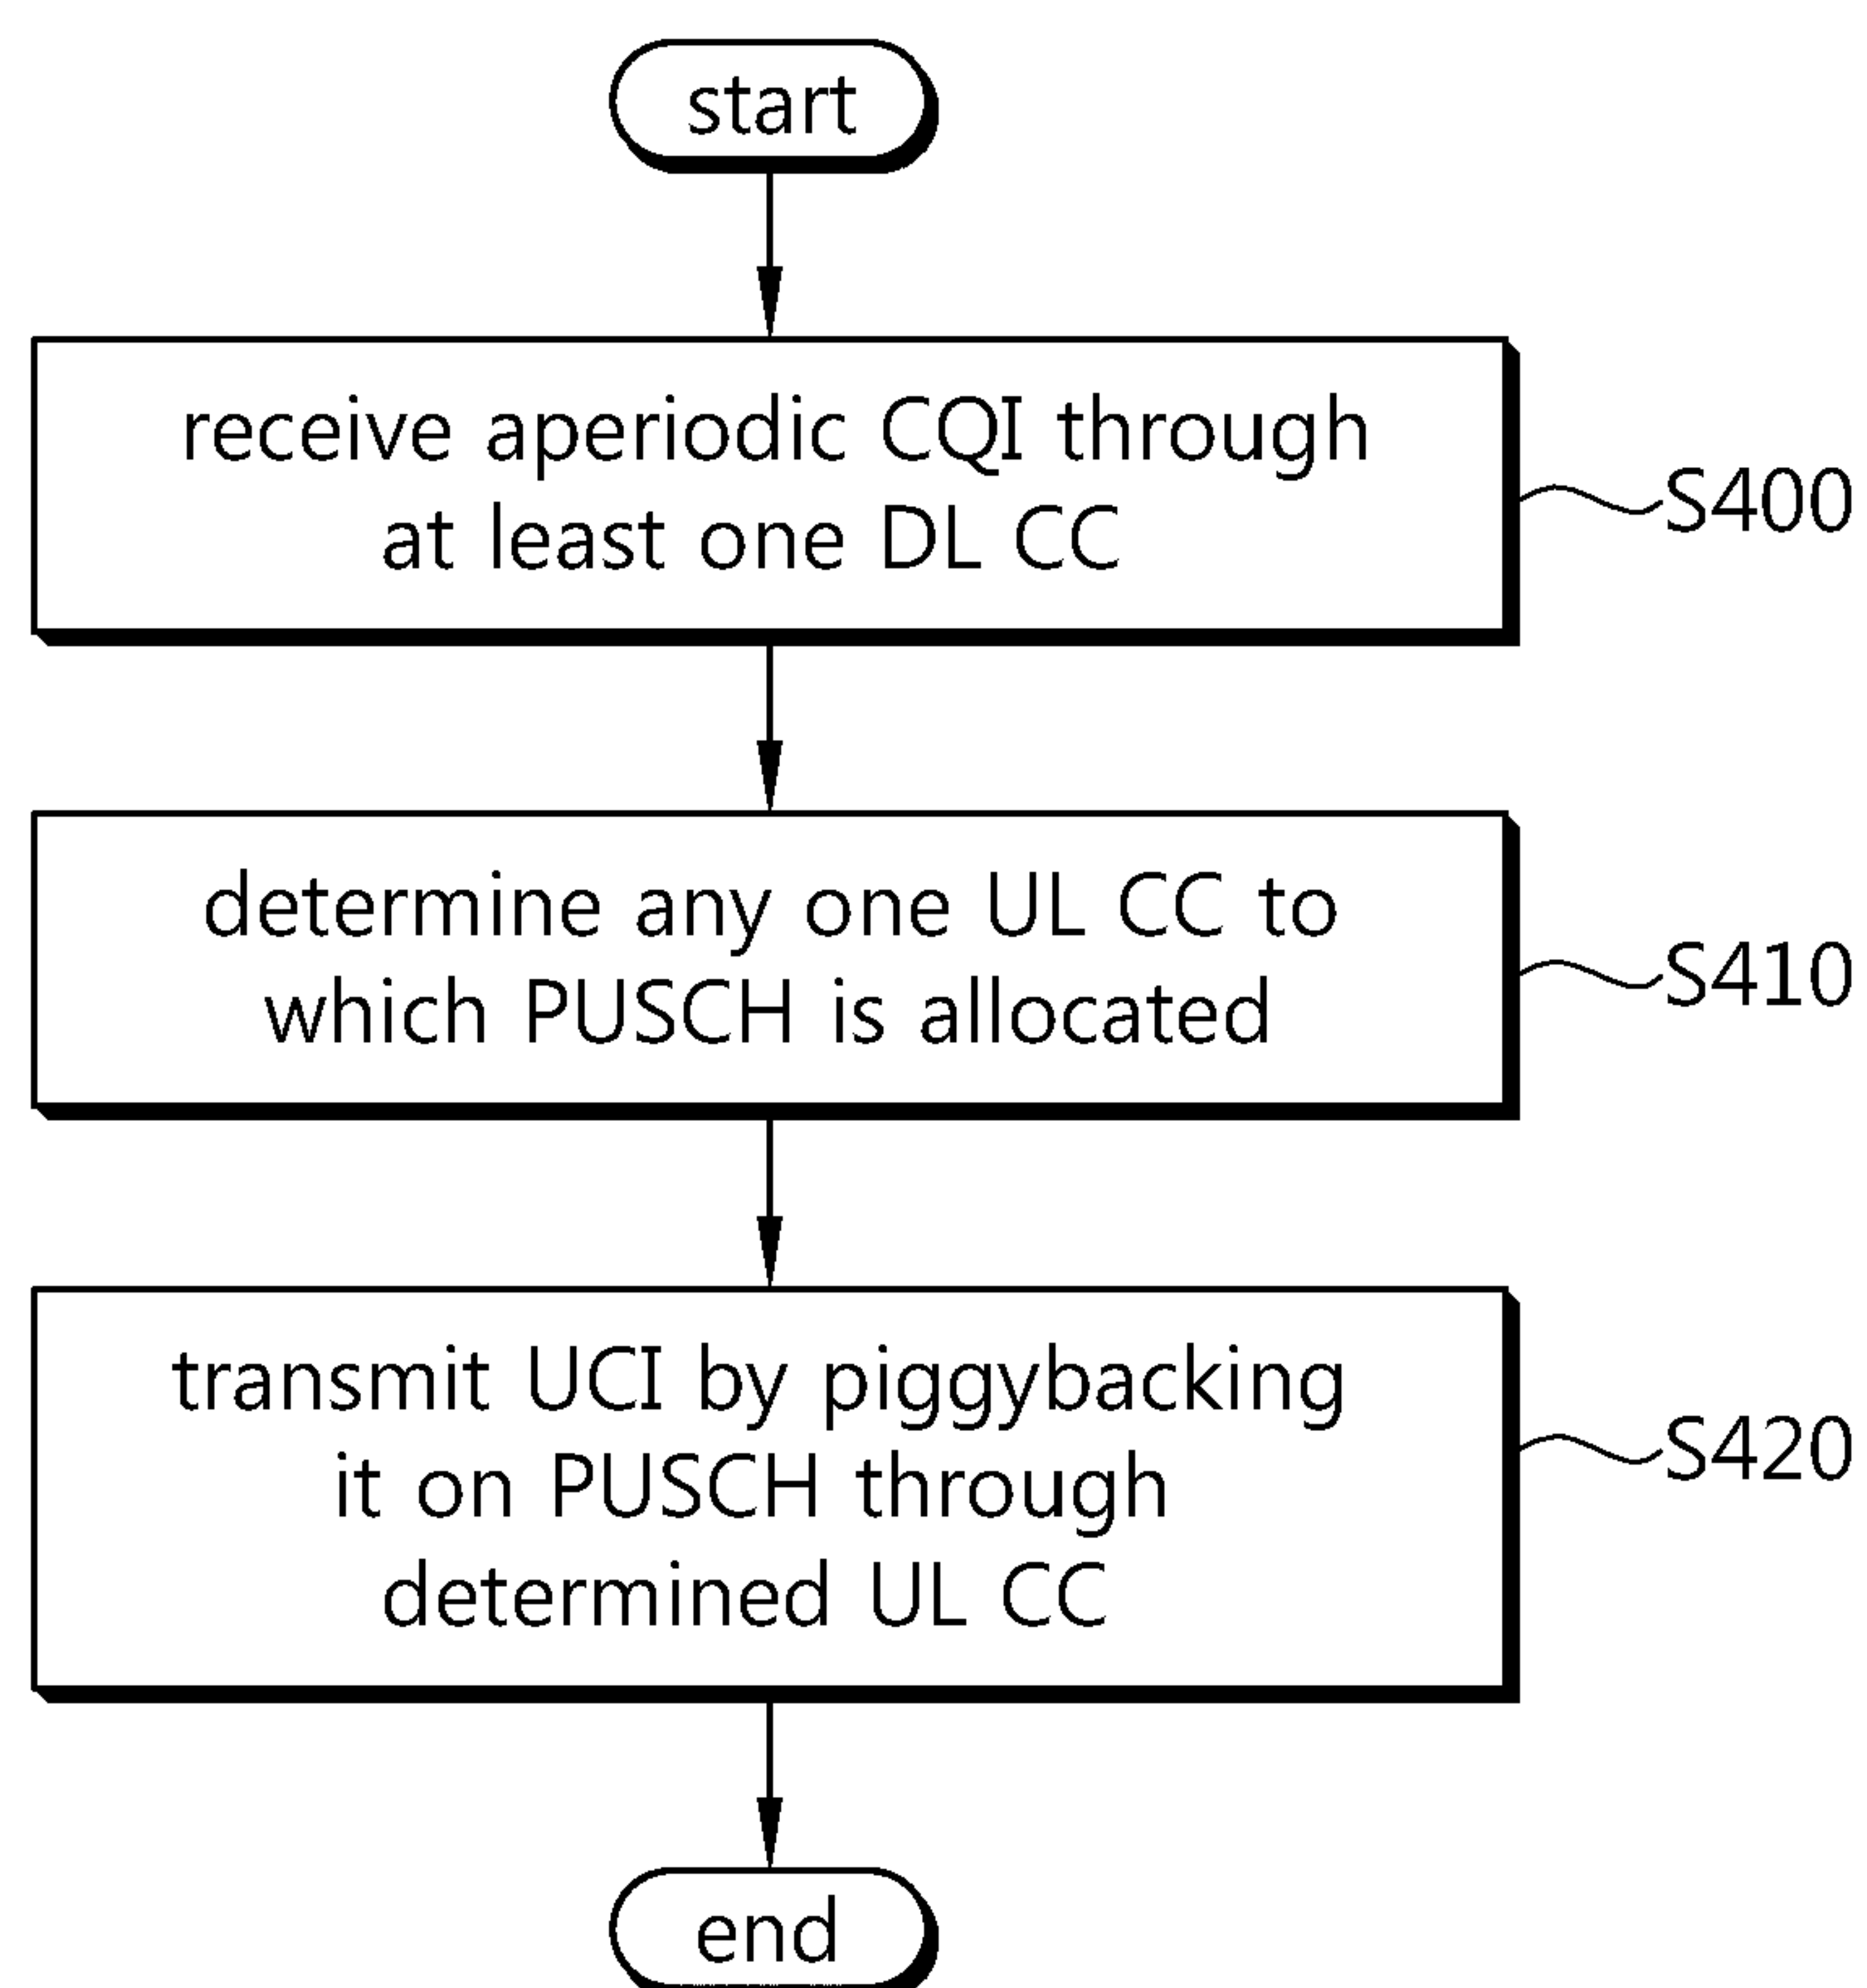 start
receive aperiodic CQI through
at least one DL CC
S400
determine any one UL CC to
which PUSCH is allocated
S410
transmit UCI by piggybacking
it on PUSCH through
determined UL CC
S420
end